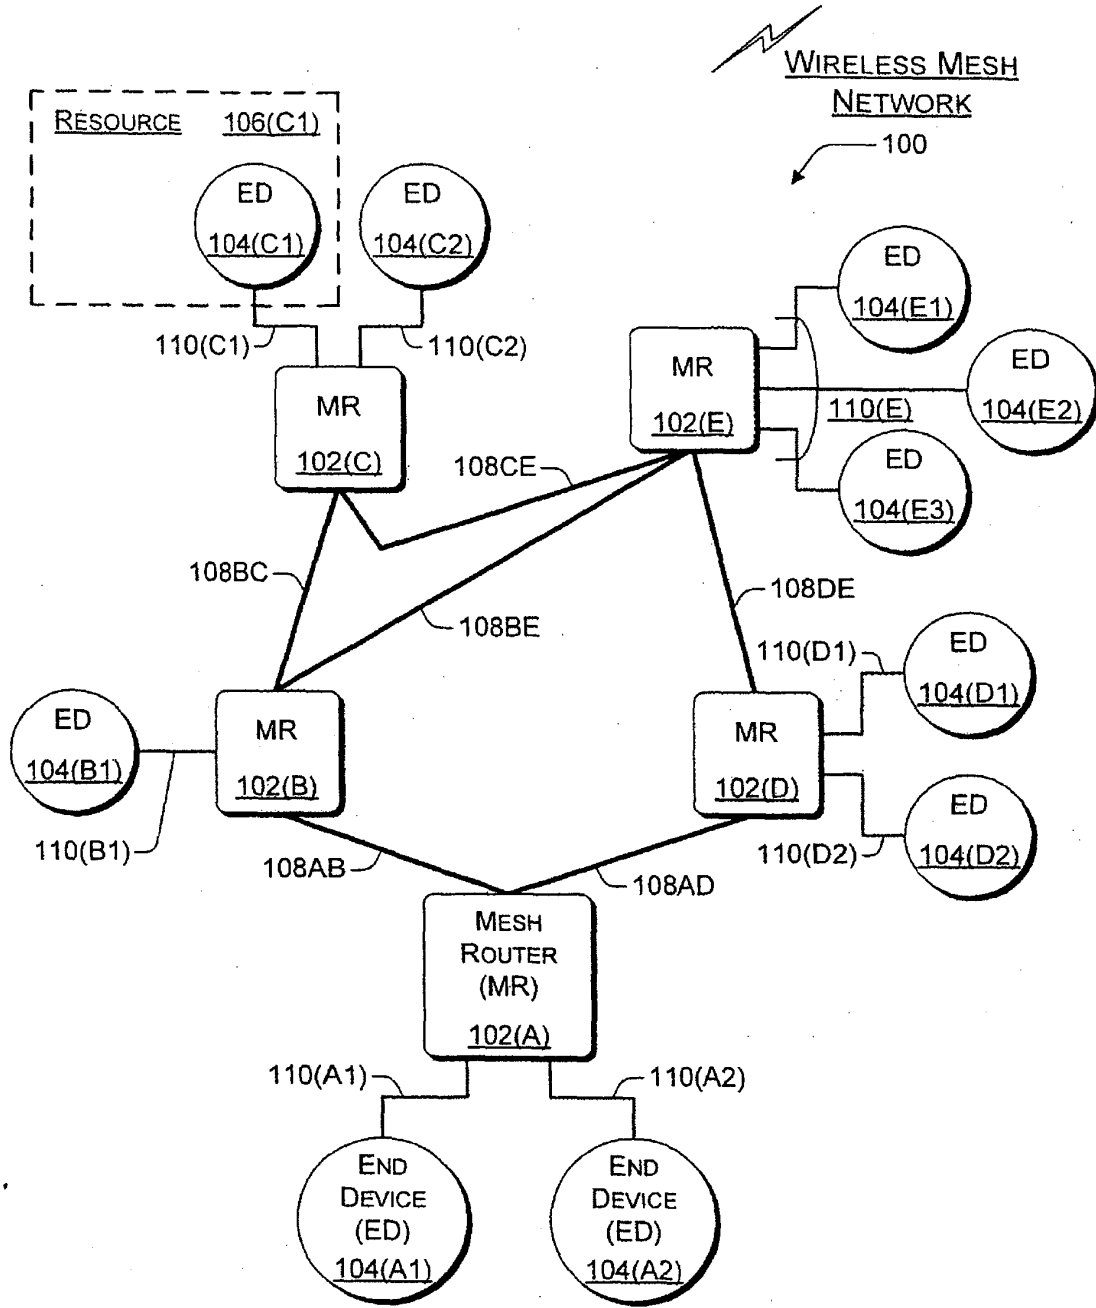 WIRELESS MESH
NETWORK
100
RESOURCE 106(C1)
ED
104(C1)
ED
104(C2)
110(C1)
110(C2)
MR
102(C)
MR
102(E)
ED
104(E1)
ED
104(E2)
110(E)
ED
104(E3)
108CE
108BC
108BE
108DE
110(D1)
ED
104(D1)
ED
104(B1)
MR
102(B)
MR
102(D)
110(B1)
108AB
108AD
110(D2)
ED
104(D2)
MESH
ROUTER
(MR)
102(A)
110(A1)
110(A2)
END
DEVICE
(ED)
104(A1)
END
DEVICE
(ED)
104(A2)